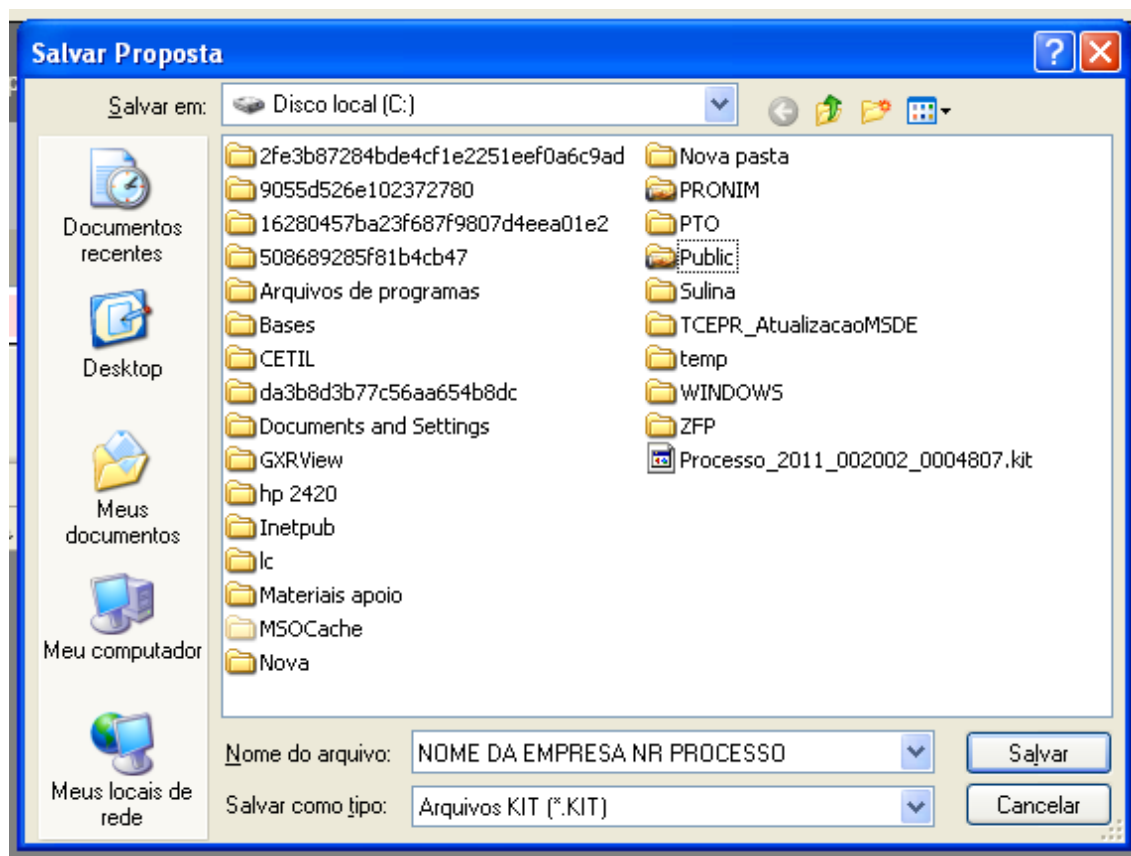 Salvar Proposta
Salvar em:
Disco local (C:)
Documentos
recentes
Desktop
Meus
documentos
Meu computador
Meus locais de
rede
2fe3b87284bde4cf1e2251eef0a6c9ad
9055d526e102372780
16280457ba23f687f9807d4eea01e2
508689285f81b4cb47
Arquivos de programas
Bases
CETIL
da3b8d3b77c56aa654b8dc
Documents and Settings
GXRView
hp 2420
Inetpub
lc
Materiais apoio
MSOCache
Nova
Nova pasta
PRONIM
PTO
Public
Sulina
TCEPR_AtualizacaoMSDE
temp
WINDOWS
ZFP
Processo_2011_002002_0004807.kit
Nome do arquivo:
NOME DA EMPRESA NR PROCESSO
Salvar
Salvar como tipo:
Arquivos KIT (*.KIT)
Cancelar